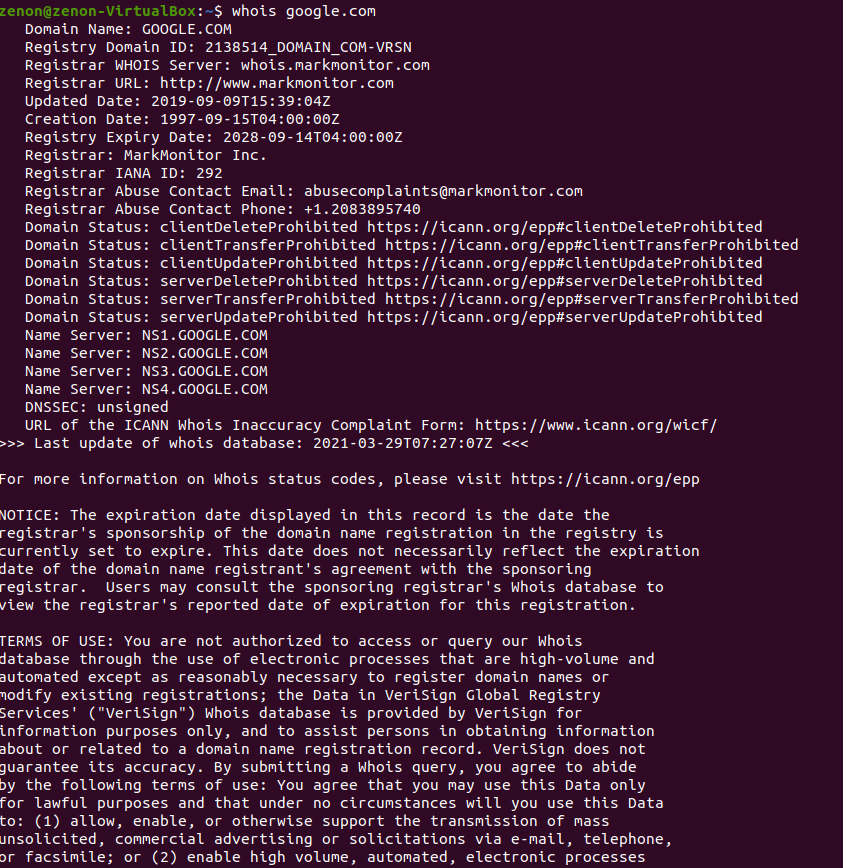 zenon@zenon-VirtualBox:~$ whois google.com
Domain Name: GOOGLE.COM
Registry Domain ID: 2138514_DOMAIN_COM-VRSN
Registrar WHOIS Server: whois.markmonitor.com
Registrar URL: http://www.markmonitor.com
Updated Date: 2019-09-09T15:39:04Z
Creation Date: 1997-09-15T04:00:00Z
Registry Expiry Date: 2028-09-14T04:00:00Z
Registrar: MarkMonitor Inc.
Registrar IANA ID: 292
Registrar Abuse Contact Email: abusecomplaints@markmonitor.com
Registrar Abuse Contact Phone: +1.2083895740
Domain Status: clientDeleteProhibited https://icann.org/epp#clientDeleteProhibited
Domain Status: clientTransferProhibited https://icann.org/epp#clientTransferProhibited
Domain Status: clientUpdateProhibited https://icann.org/epp#clientUpdateProhibited
Domain Status: serverDeleteProhibited https://icann.org/epp#serverDeleteProhibited
Domain Status: serverTransferProhibited https://icann.org/epp#serverTransferProhibited
Domain Status: serverUpdateProhibited https://icann.org/epp#serverUpdateProhibited
Name Server: NS1.GOOGLE.COM
Name Server: NS2.GOOGLE.COM
Name Server: NS3.GOOGLE.COM
Name Server: NS4.GOOGLE.COM
DNSSEC: unsigned
URL of the ICANN Whois Inaccuracy Complaint Form: https://www.icann.org/wicf/
>>> Last update of whois database: 2021-03-29T07:27:07Z <<<
For more information on Whois status codes, please visit https://icann.org/epp
NOTICE: The expiration date displayed in this record is the date the
registrar's sponsorship of the domain name registration in the registry is
currently set to expire. This date does not necessarily reflect the expiration
date of the domain name registrant's agreement with the sponsoring
registrar.  Users may consult the sponsoring registrar's Whois database to
view the registrar's reported date of expiration for this registration.
TERMS OF USE: You are not authorized to access or query our Whois
database through the use of electronic processes that are high-volume and
automated except as reasonably necessary to register domain names or
modify existing registrations; the Data in VeriSign Global Registry
Services' ("VeriSign") Whois database is provided by VeriSign for
information purposes only, and to assist persons in obtaining information
about or related to a domain name registration record. VeriSign does not
guarantee its accuracy. By submitting a Whois query, you agree to abide
by the following terms of use: You agree that you may use this Data only
for lawful purposes and that under no circumstances will you use this Data
to: (1) allow, enable, or otherwise support the transmission of mass
unsolicited, commercial advertising or solicitations via e-mail, telephone,
or facsimile; or (2) enable high volume, automated, electronic processes